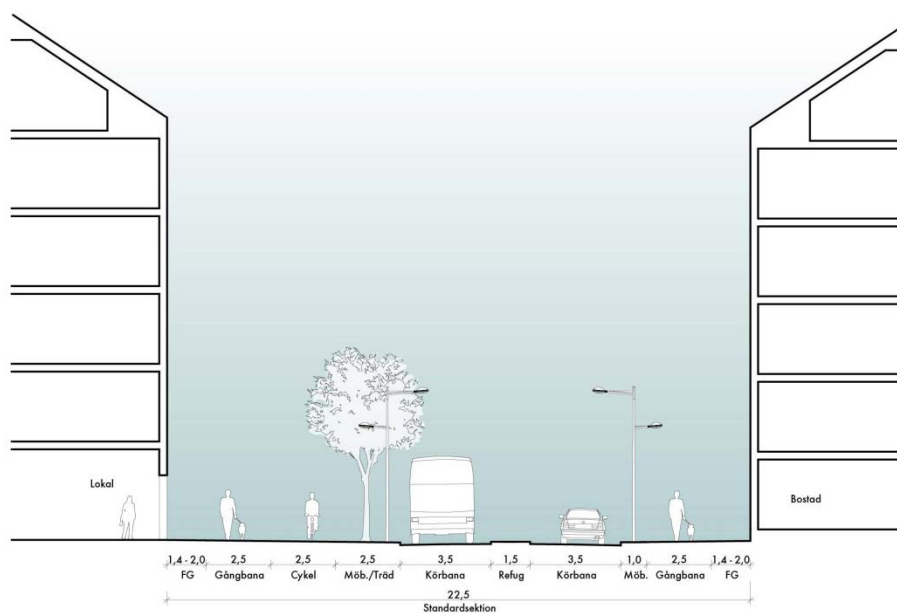 Lokal
Bostad
1,4 - 2,0 2,5 2,5 2,5 3,5 1,5 3,5 1,0 2,5 1,4 - 2,0
FG Gångbana Cykel Möb./Träd Körbana Refug Körbana Möb. Gångbana FG
22,5
Standardsektion